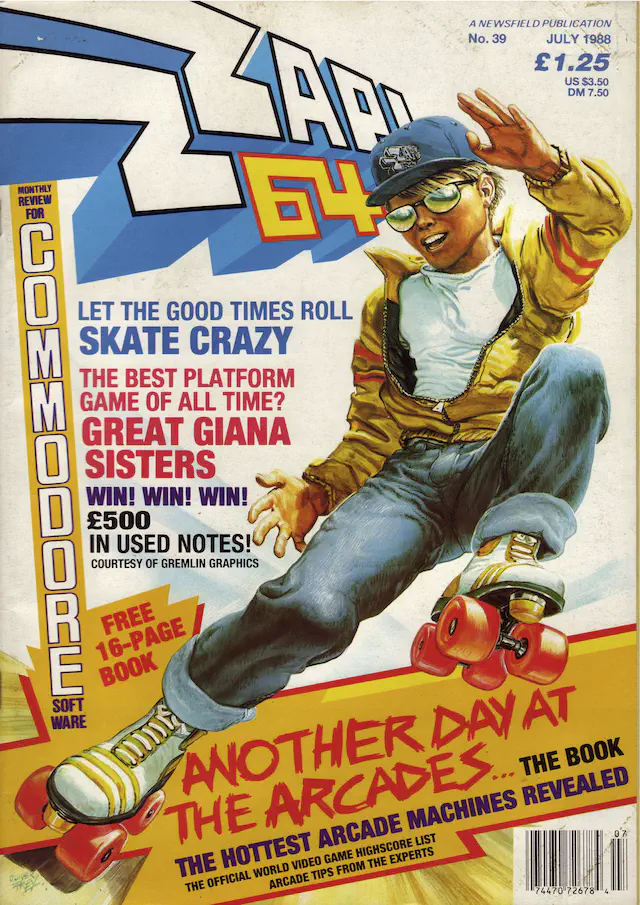 A NEWSFIELD PUBLICATION
No. 39 JULY 1988
£1.25
US $3.50
DM 7.50
ZZAP!
64
MONTHLY
REVIEW
FOR
COMMODORE
SOFT
WARE
LET THE GOOD TIMES ROLL
SKATE CRAZY
THE BEST PLATFORM
GAME OF ALL TIME?
GREAT GIANA
SISTERS
WIN! WIN! WIN!
£500
IN USED NOTES!
COURTESY OF GREMLIN GRAPHICS
FREE
16-PAGE
BOOK
ANOTHER DAY AT
THE ARCADES... THE BOOK
THE HOTTEST ARCADE MACHINES REVEALED
THE OFFICIAL WORLD VIDEO GAME HIGHSCORE LIST
ARCADE TIPS FROM THE EXPERTS
07
74470 72678 4